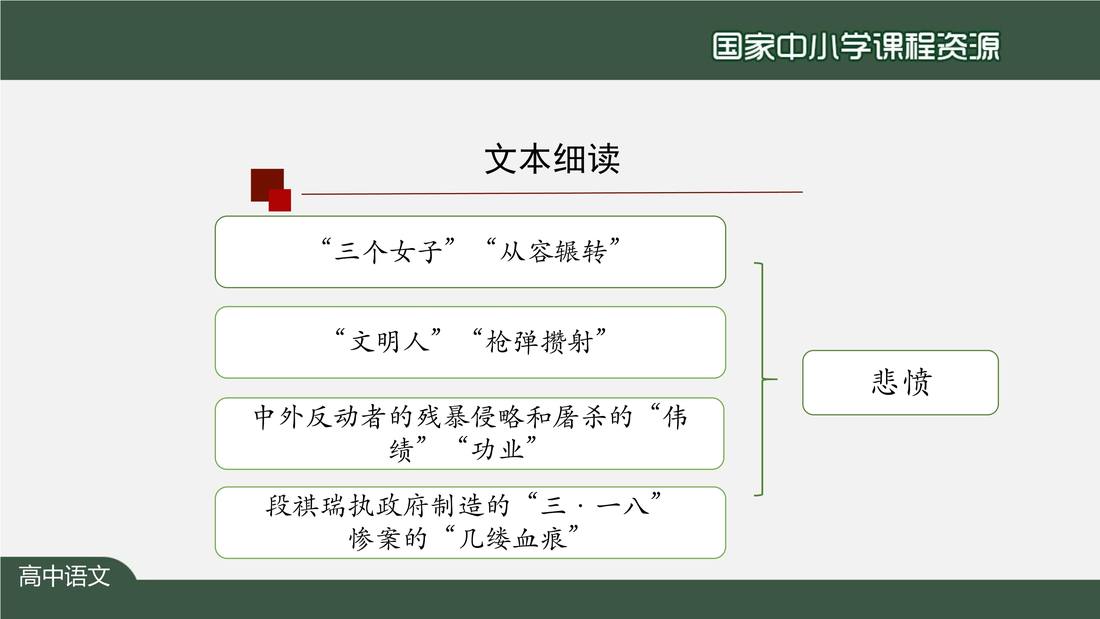 国家中小学课程资源
文本细读
“三个女子” “从容辗转”
“文明人” “枪弹攒射”
中外反动者的残暴侵略和屠杀的“伟
绩” “功业”
段祺瑞执政府制造的“三·一八”
惨案的“几缕血痕”
悲愤
高中语文